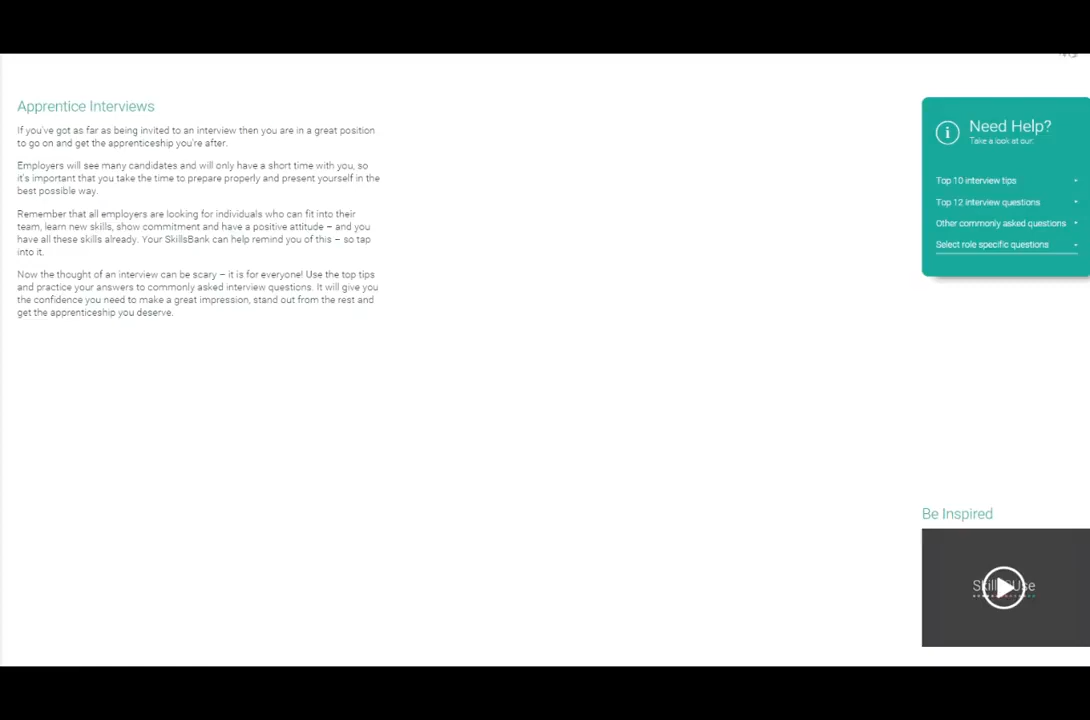 Apprentice Interviews
If you've got as far as being invited to an interview then you are in a great position
to go on and get the apprenticeship you're after.
Employers will see many candidates and will only have a short time with you, so
it's important that you take the time to prepare properly and present yourself in the
best possible way.
Remember that all employers are looking for individuals who can fit into their
team, learn new skills, show commitment and have a positive attitude – and you
have all these skills already. Your SkillsBank can help remind you of this – so tap
into it.
Now the thought of an interview can be scary – it is for everyone! Use the top tips
and practice your answers to commonly asked interview questions. It will give you
the confidence you need to make a great impression, stand out from the rest and
get the apprenticeship you deserve.
Need Help?
Take a look at our:
Top 10 interview tips
Top 12 interview questions
Other commonly asked questions
Select role specific questions
Be Inspired